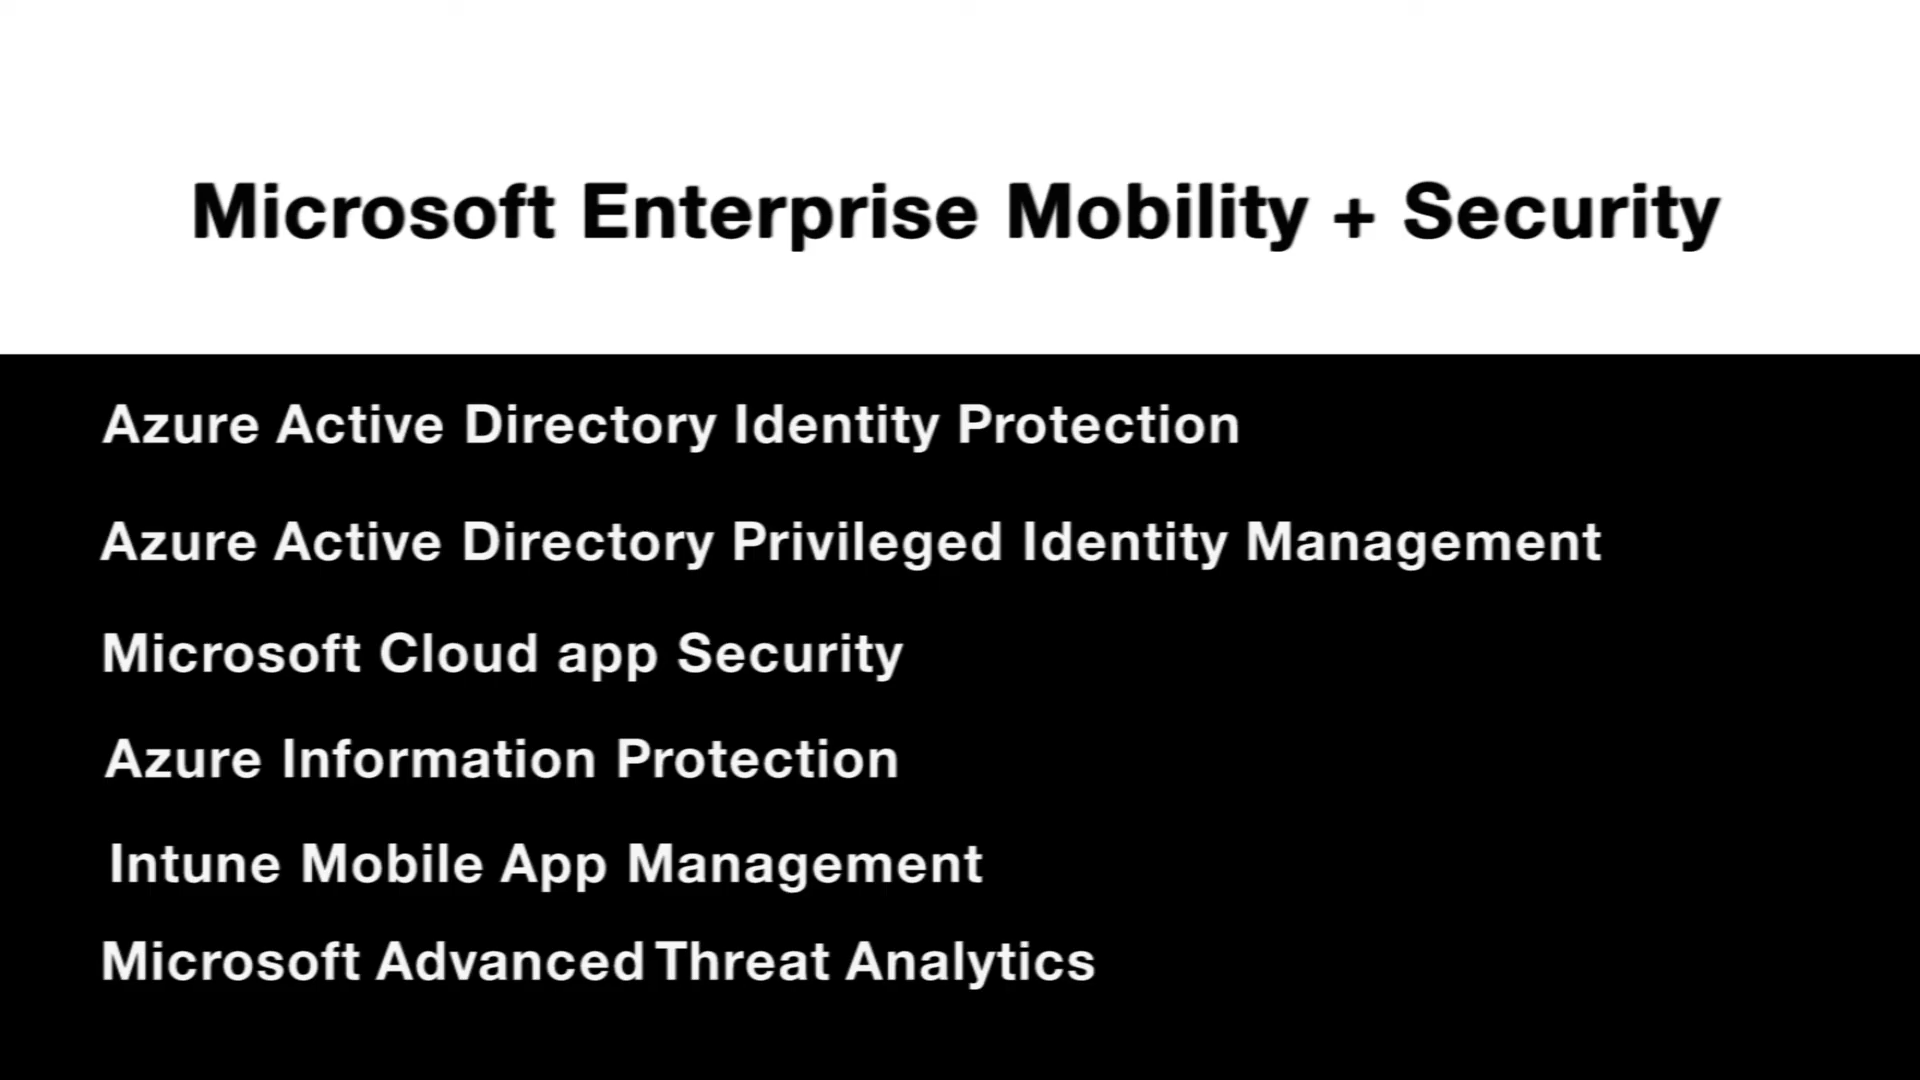 Microsoft Enterprise Mobility + Security
Azure Active Directory Identity Protection
Azure Active Directory Privileged Identity Management
Microsoft Cloud app Security
Azure Information Protection
Intune Mobile App Management
Microsoft Advanced Threat Analytics